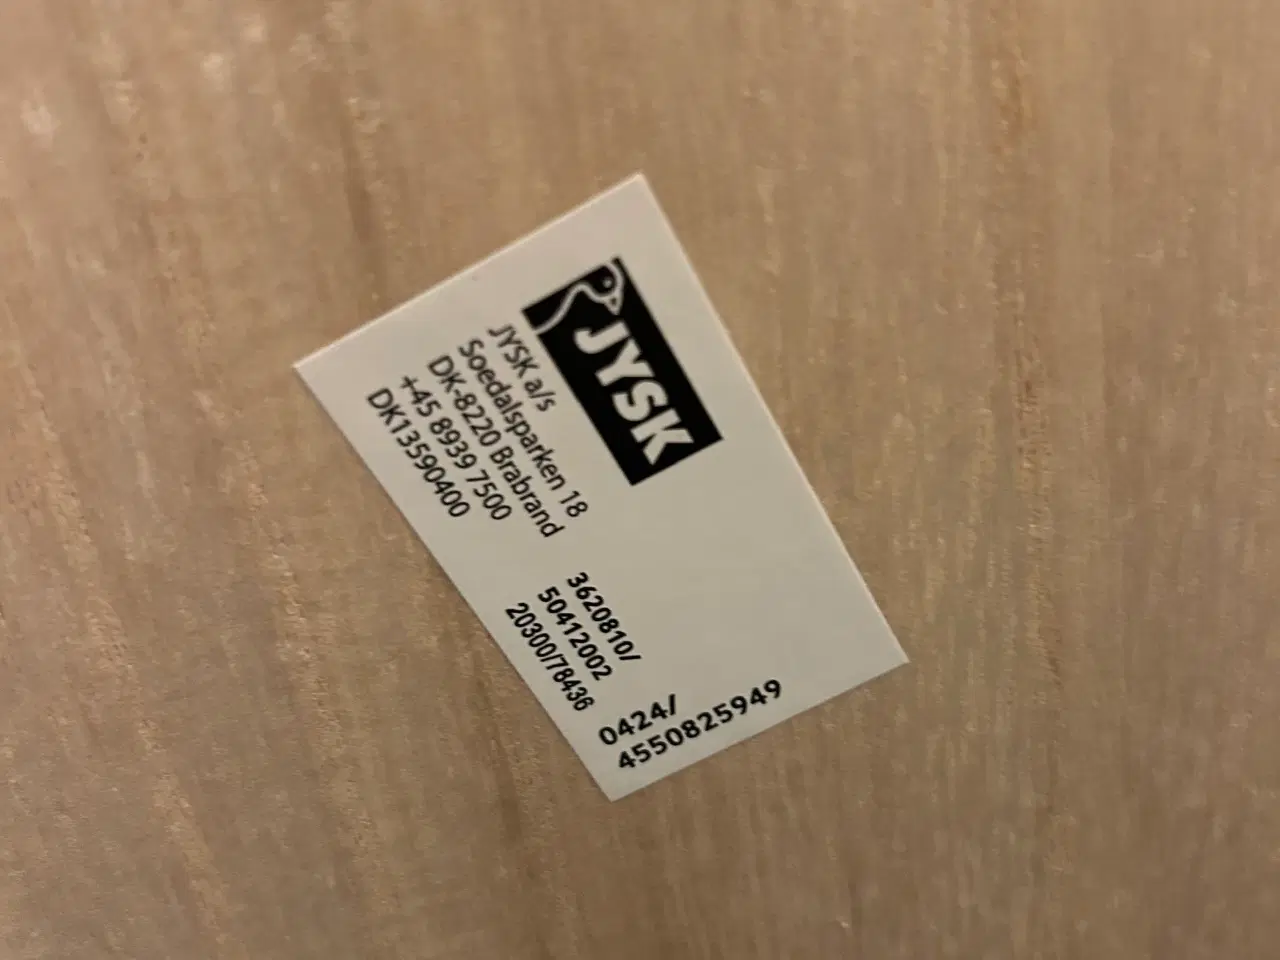 JYSK
JYSK a/s
Soedalsparken 18
DK-8220 Brabrand
+45 8939 7500
DK13590400
3620810/
50412002
20300/78436
0424/
4550825949